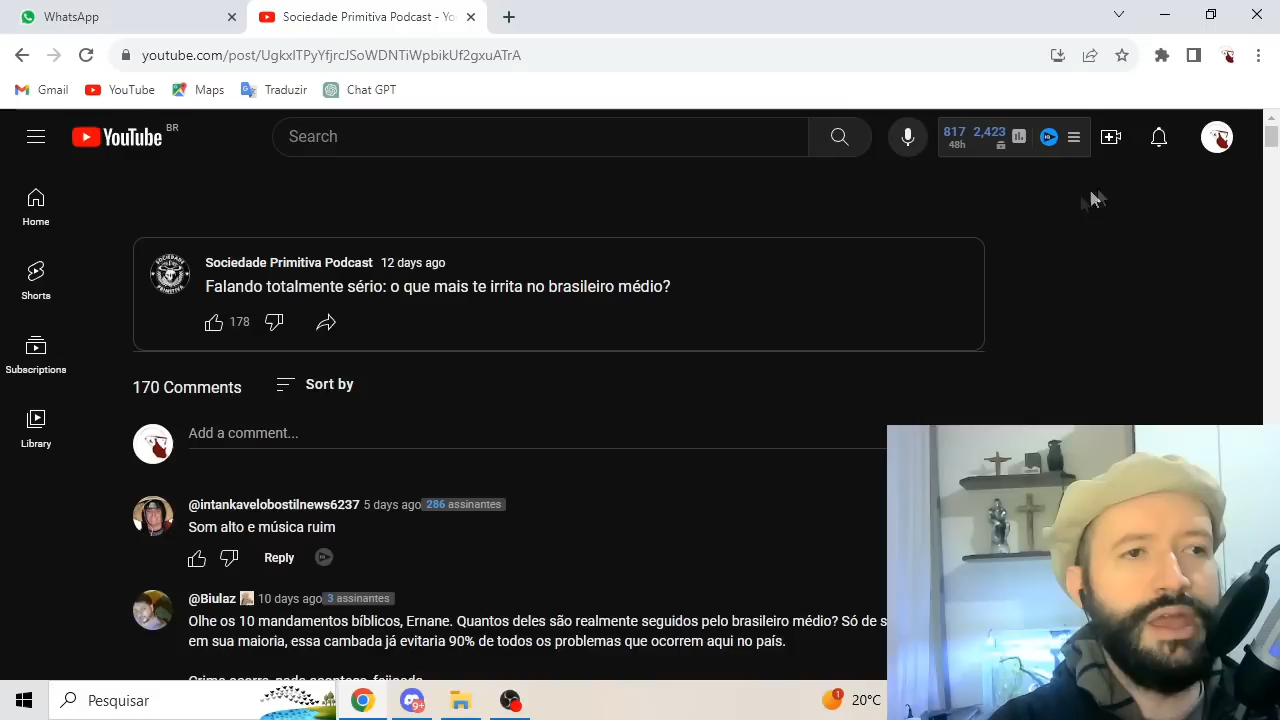 WhatsApp
Sociedade Primitiva Podcast - Yo
youtube.com/post/UgkxlTPyYfjrcJSoWDNTiWpbikUf2gxuATrA
Gmail YouTube Maps Traduzir Chat GPT
YouTube BR
Search
817 2,423
48h
Home
Shorts
Subscriptions
Library
Sociedade Primitiva Podcast 12 days ago
Falando totalmente sério: o que mais te irrita no brasileiro médio?
178
170 Comments Sort by
Add a comment...
@intankavelobostilnews6237 5 days ago 286 assinantes
Som alto e música ruim
Reply
@Biulaz 10 days ago 3 assinantes
Olhe os 10 mandamentos bíblicos, Ernane. Quantos deles são realmente seguidos pelo brasileiro médio? Só de s
em sua maioria, essa cambada já evitaria 90% de todos os problemas que ocorrem aqui no país.
Pesquisar
9+
1
20°C